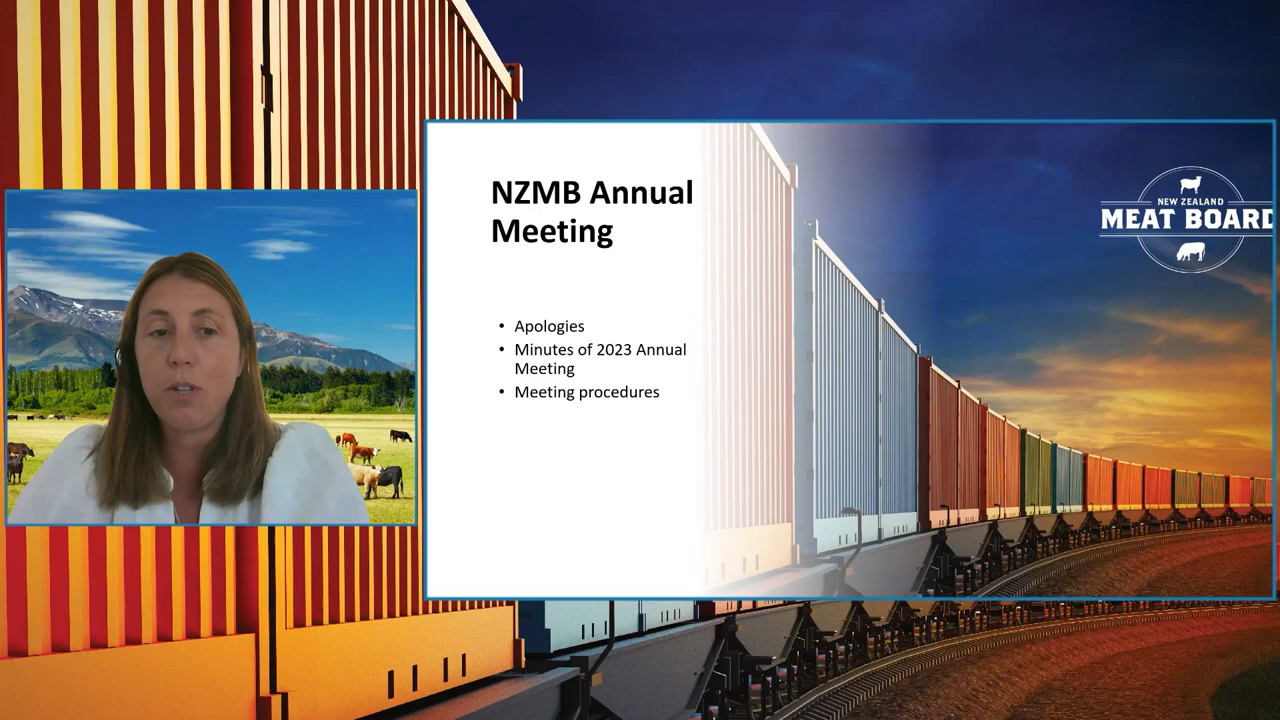 NZMB Annual
Meeting
• Apologies
• Minutes of 2023 Annual
Meeting
• Meeting procedures
NEW ZEALAND
MEAT BOARD